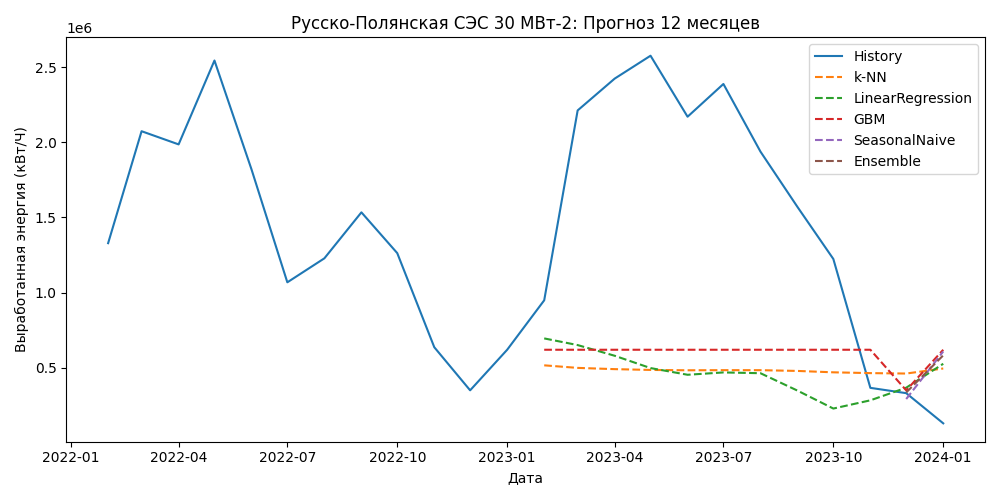 Русско-Полянская СЭС 30 МВт-2: Прогноз 12 месяцев
1e6
2.5
2.0
1.5
1.0
0.5
Выработанная энергия (кВт/Ч)
History
k-NN
LinearRegression
GBM
SeasonalNaive
Ensemble
2022-01
2022-04
2022-07
2022-10
2023-01
2023-04
2023-07
2023-10
2024-01
Дата